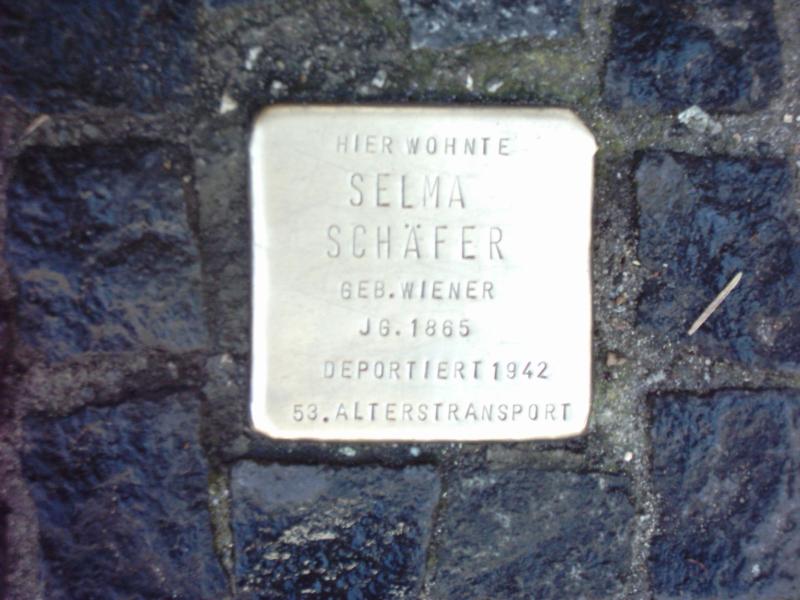 HIER WOHNTE
SELMA
SCHÄFER
GEB. WIENER
JG. 1865
DEPORTIERT 1942
53. ALTERSTRANSPORT